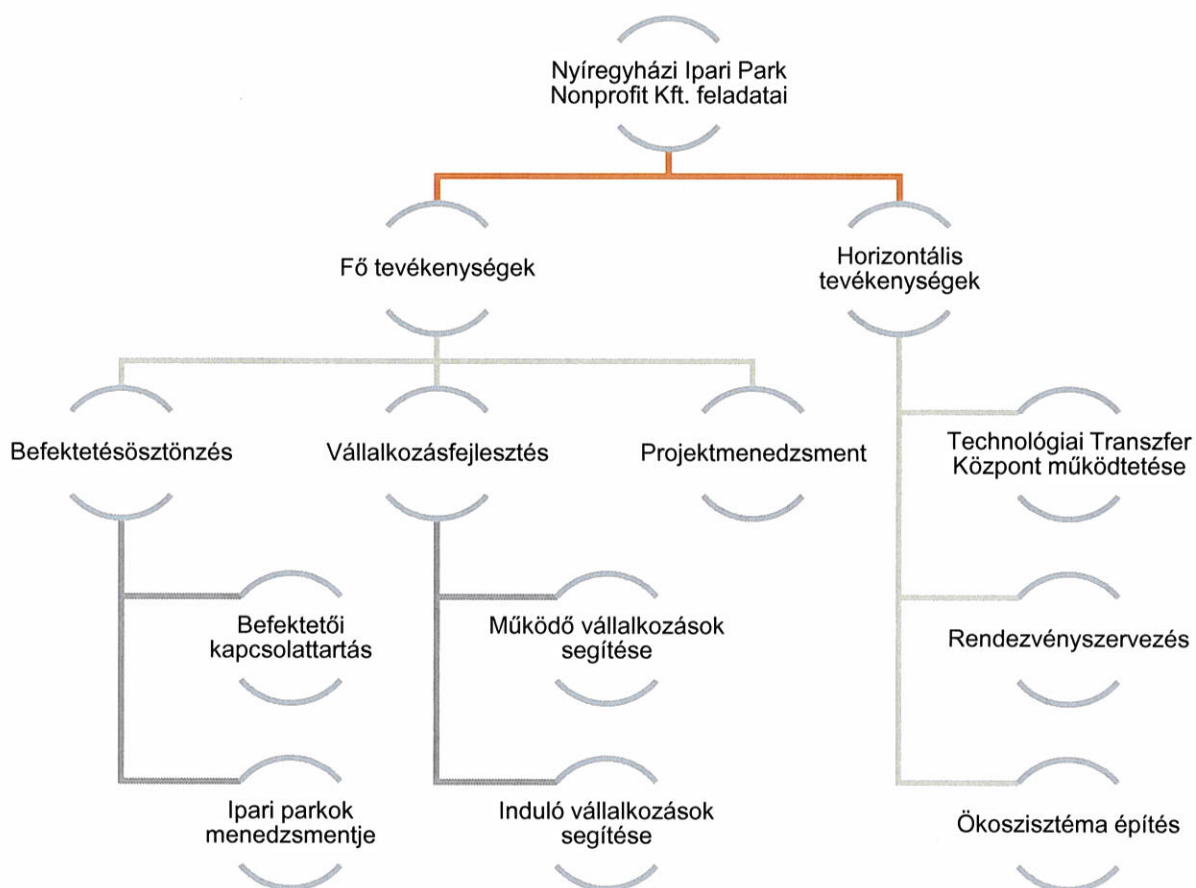 Nyíregyházi Ipari Park
Nonprofit Kft. feladatai
Fő tevékenységek
Horizontális
tevékenységek
Befektetésösztönzés
Vállalkozásfejlesztés
Projektmenedzsment
Technológiai Transzfer
Központ működtetése
Befektetői
kapcsolattartás
Működő vállalkozások
segítése
Rendezvényszervezés
Ipari parkok
menedzsmentje
Induló vállalkozások
segítése
Ökoszisztéma építés